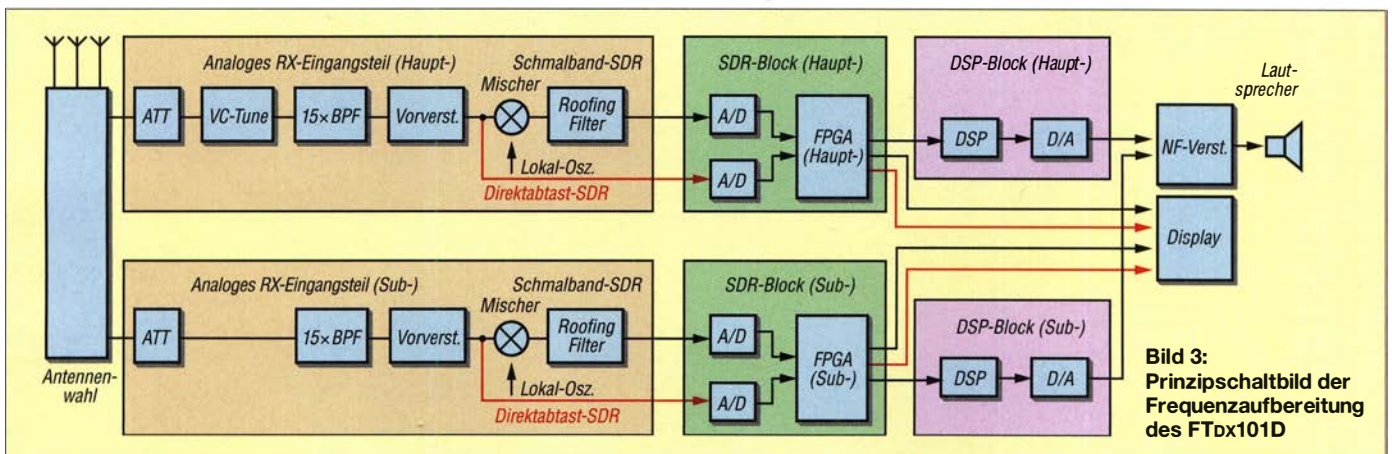 Analoges RX-Eingangsteil (Haupt-)
Schmalband-SDR
Mischer
ATT
VC-Tune
15×BPF
Vorverst.
Roofing
Filter
Lokal-Osz.
Direktabtast-SDR
SDR-Block (Haupt-)
A/D
A/D
FPGA
(Haupt-)
DSP-Block (Haupt-)
DSP
D/A
Laut-
sprecher
NF-Verst.
Display
Analoges RX-Eingangsteil (Sub-)
Schmalband-SDR
Mischer
ATT
15×BPF
Vorverst.
Roofing
Filter
Lokal-Osz.
Direktabtast-SDR
SDR-Block (Sub-)
A/D
A/D
FPGA
(Sub-)
DSP-Block (Sub-)
DSP
D/A
Antennen-
wahl
Bild 3:
Prinzipschaltbild der
Frequenzaufbereitung
des FTDX101D